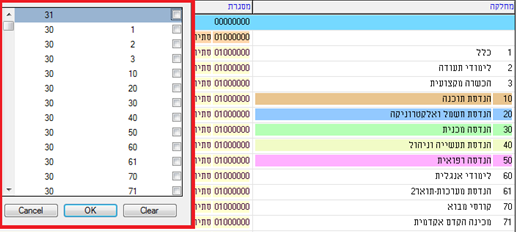 מחלקה מסגרת
00000000
01000000 סתיו
1 כלל 01000000 סתיו
2 לימודי תעודה 01000000 סתיו
3 הכשרה מקצועית 01000000 סתיו
10 הנדסת תוכנה 01000000 סתיו
20 הנדסת חשמל ואלקטרוניקה 01000000 סתיו
30 הנדסה מכנית 01000000 סתיו
40 הנדסת תעשייה וניהול 01000000 סתיו
50 הנדסה רפואית 01000000 סתיו
60 לימודי אנגלית 01000000 סתיו
61 הנדסת מערכות-תואר2 01000000 סתיו
70 קורסי מבוא 01000000 סתיו
71 מכינה הקדם אקדמית 01000000 סתיו
31
30 1
30 2
30 3
30 10
30 20
30 30
30 40
30 50
30 60
30 61
30 70
30 71
Cancel OK Clear